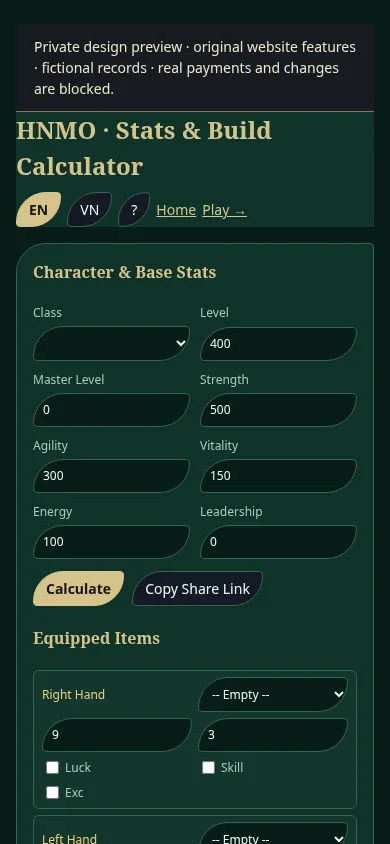 Private design preview · original website features
· fictional records · real payments and changes
are blocked.
HNMO · Stats & Build
Calculator
EN VN ? Home Play →
Character & Base Stats
Class Level
400
Master Level Strength
0 500
Agility Vitality
300 150
Energy Leadership
100 0
Calculate Copy Share Link
Equipped Items
Right Hand -- Empty --
9 3
Luck Skill
Exc
Left Hand -- Empty --